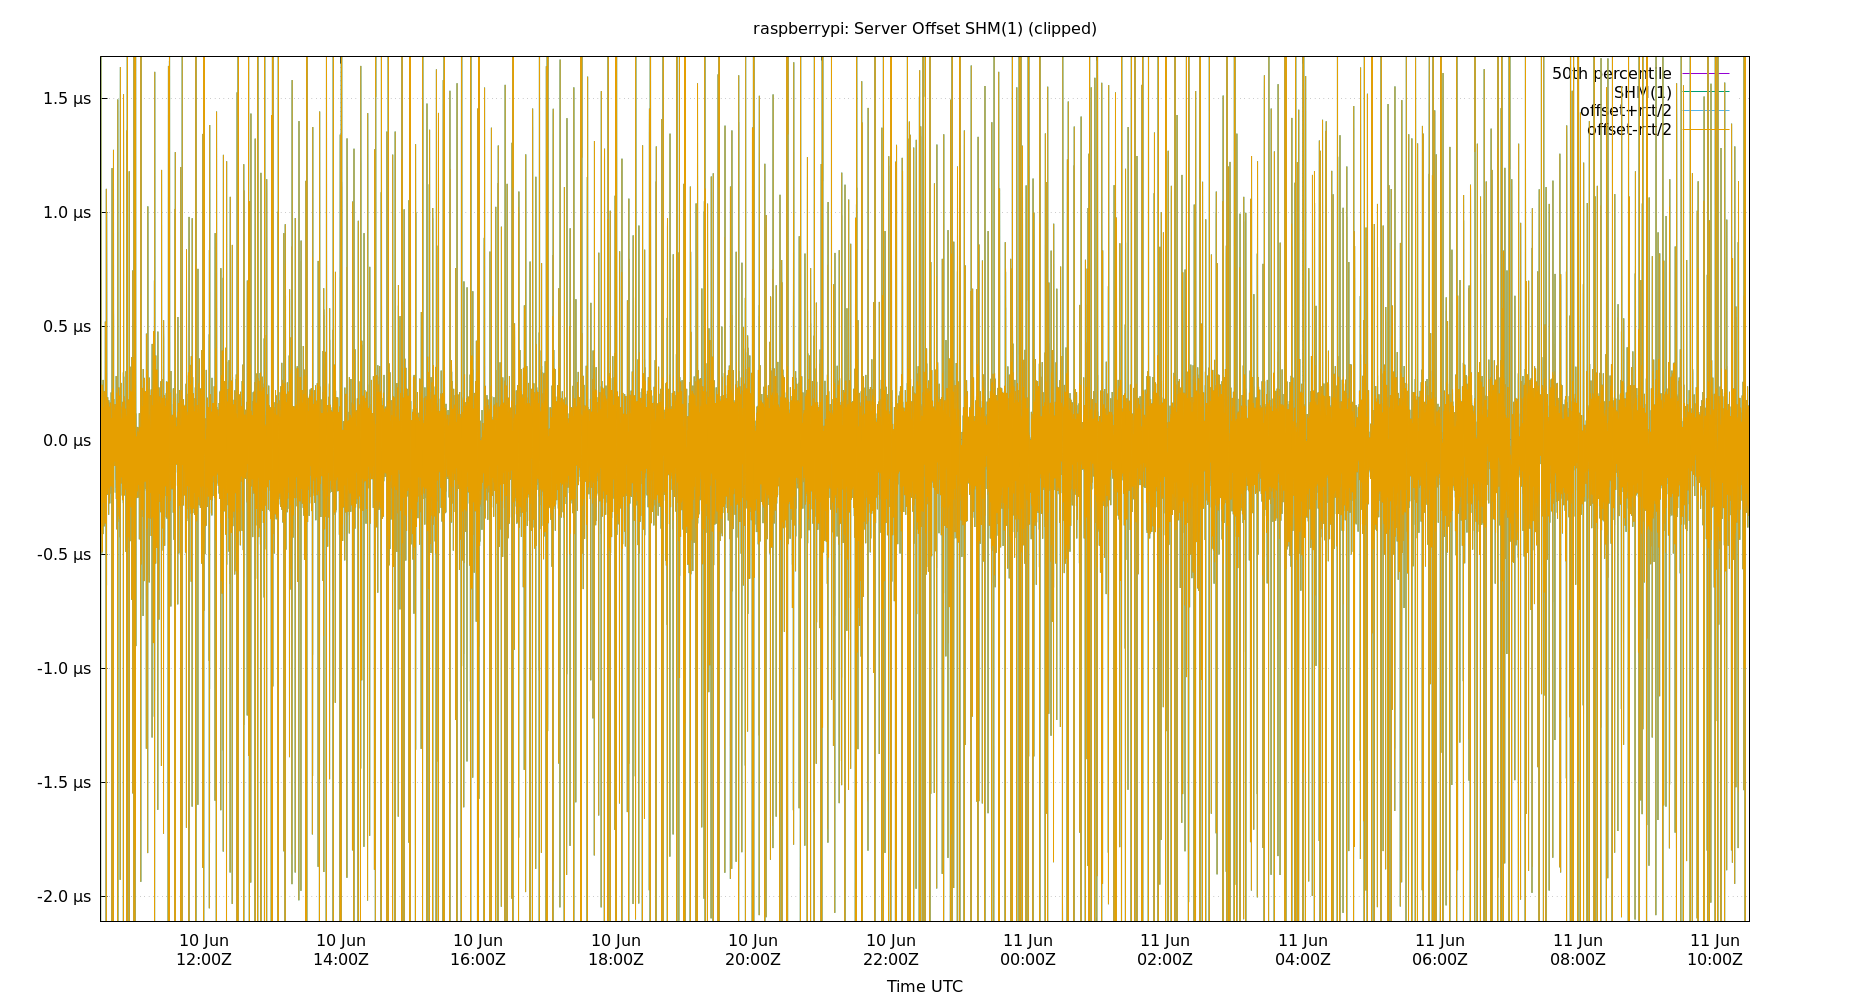 raspberrypi: Server Offset SHM(1) (clipped)
50th percentile
SHM(1)
offset+rtt/2
offset-rtt/2
1.5 µs
1.0 µs
0.5 µs
0.0 µs
-0.5 µs
-1.0 µs
-1.5 µs
-2.0 µs
10 Jun 10 Jun 10 Jun 10 Jun 10 Jun 10 Jun 11 Jun 11 Jun 11 Jun 11 Jun 11 Jun 11 Jun
12:00Z 14:00Z 16:00Z 18:00Z 20:00Z 22:00Z 00:00Z 02:00Z 04:00Z 06:00Z 08:00Z 10:00Z
Time UTC